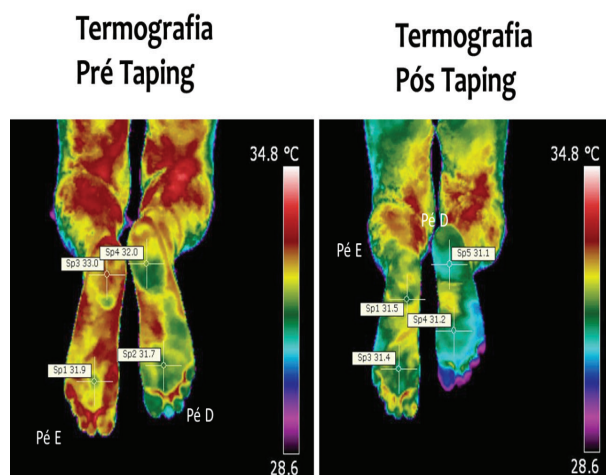 Termografia
Pré Taping
34.8 ºC
Sp4 32.0
Sp3 33.0
Sp2 31.7
Sp1 31.9
Pé E
Pé D
28.6
Termografia
Pós Taping
34.8 ºC
Pé D
Pé E
Sp5 31.1
Sp1 31.5
Sp4 31.2
Sp3 31.4
28.6